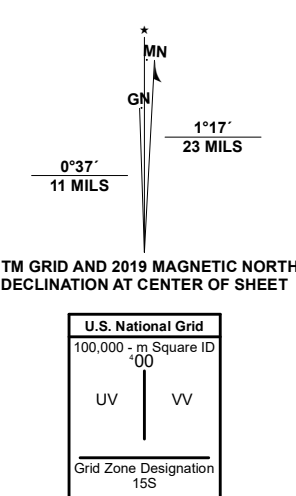 ★
MN
GN
1°17´
23 MILS
0°37´
11 MILS
TM GRID AND 2019 MAGNETIC NORTH
DECLINATION AT CENTER OF SHEET
U.S. National Grid
100,000 - m Square ID
⁴00
UV VV
Grid Zone Designation
15S